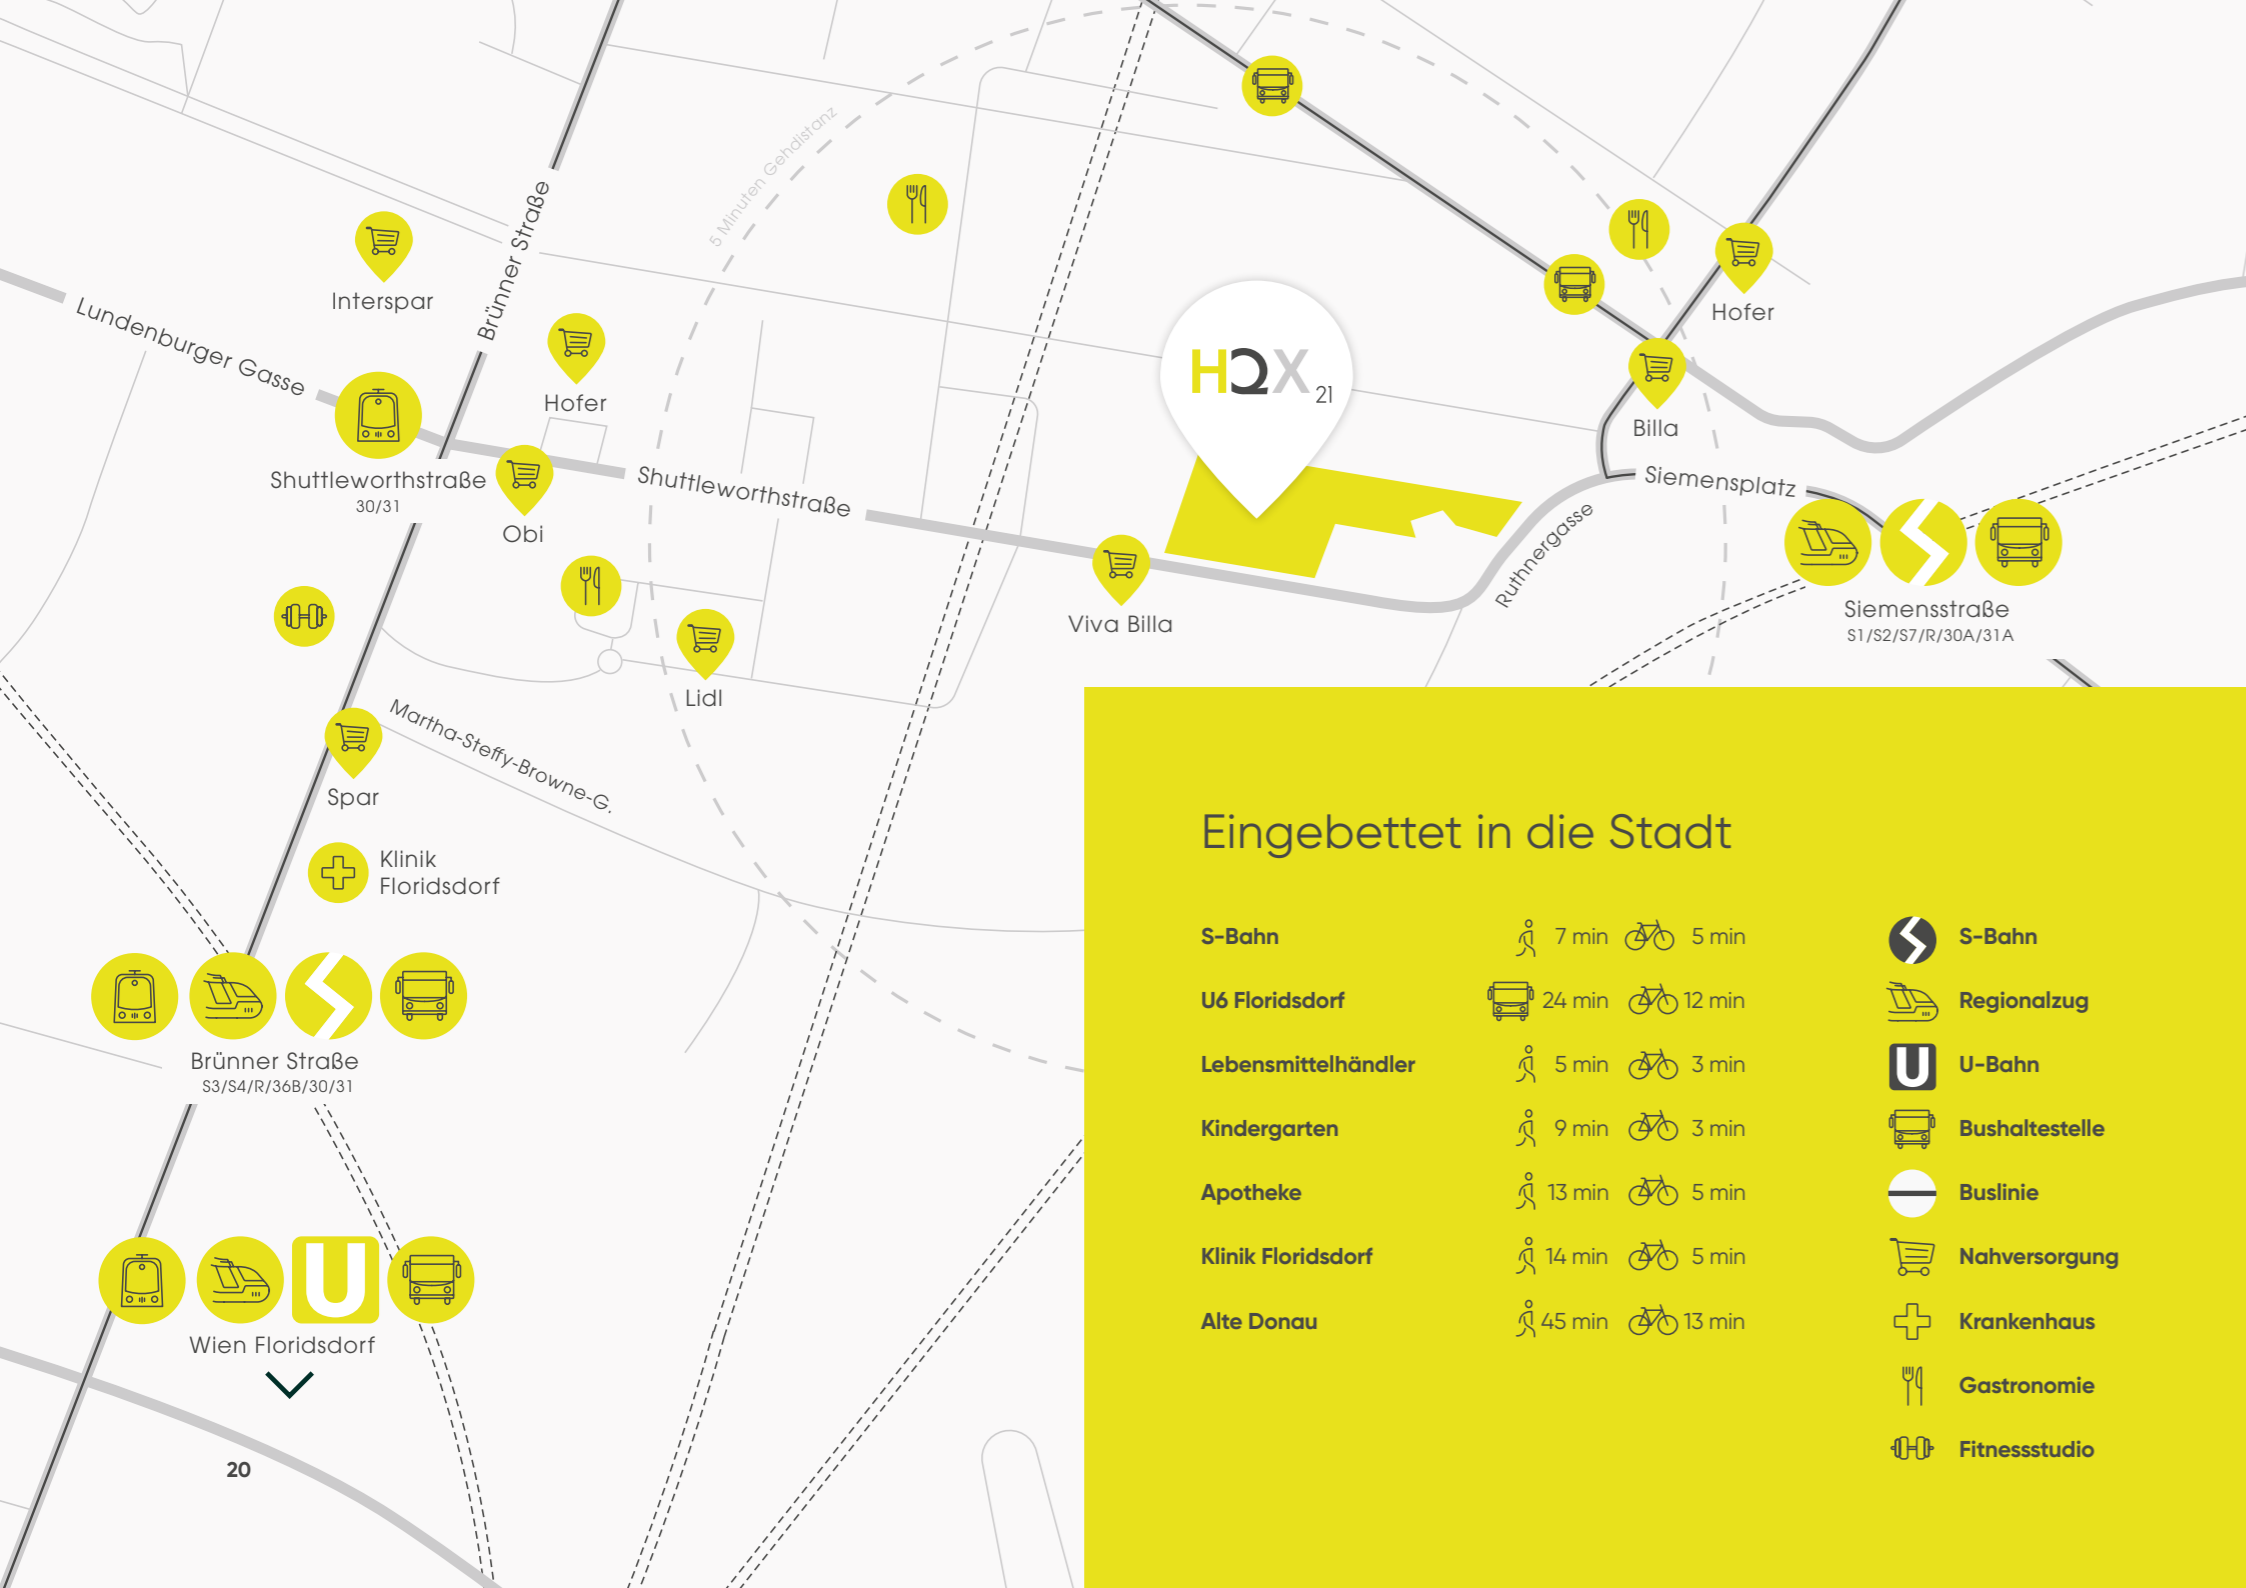 5 Minuten Gehdistanz
Brünner Straße
Interspar
Lundenburger Gasse
Hofer
HQX 21
Hofer
Billa
Shuttleworthstraße
30/31
Obi
Shuttleworthstraße
Siemensplatz
Ruthnergasse
Viva Billa
Siemensstraße
S1/S2/S7/R/30A/31A
Lidl
Martha-Steffy-Browne-G.
Spar
Klinik
Floridsdorf
Brünner Straße
S3/S4/R/36B/30/31
U
Wien Floridsdorf
20
Eingebettet in die Stadt
S-Bahn 7 min 5 min
U6 Floridsdorf 24 min 12 min
Lebensmittelhändler 5 min 3 min
Kindergarten 9 min 3 min
Apotheke 13 min 5 min
Klinik Floridsdorf 14 min 5 min
Alte Donau 45 min 13 min
S-Bahn
Regionalzug
U U-Bahn
Bushaltestelle
Buslinie
Nahversorgung
Krankenhaus
Gastronomie
Fitnessstudio